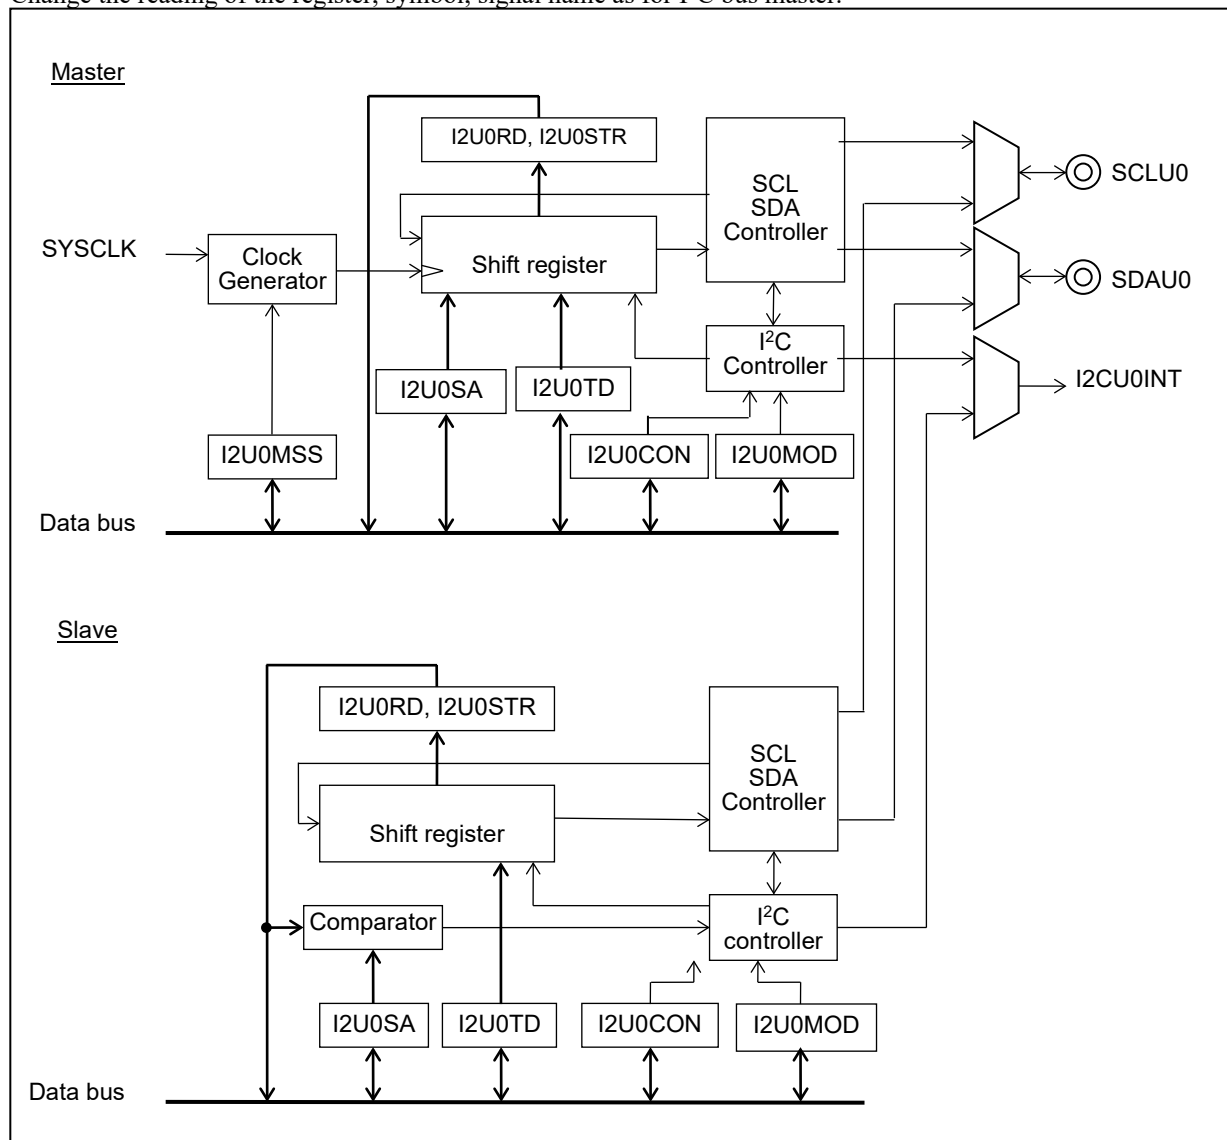 Change the reading of the register, symbol, signal name as for I²C bus master.
Master
I2U0RD, I2U0STR
SCL
SDA
Controller
SCLU0
SYSCLK
Clock
Generator
Shift register
SDAU0
I²C
Controller
I2CU0INT
I2U0SA
I2U0TD
I2U0MSS
I2U0CON
I2U0MOD
Data bus
Slave
I2U0RD, I2U0STR
SCL
SDA
Controller
Shift register
Comparator
I²C
controller
I2U0SA
I2U0TD
I2U0CON
I2U0MOD
Data bus